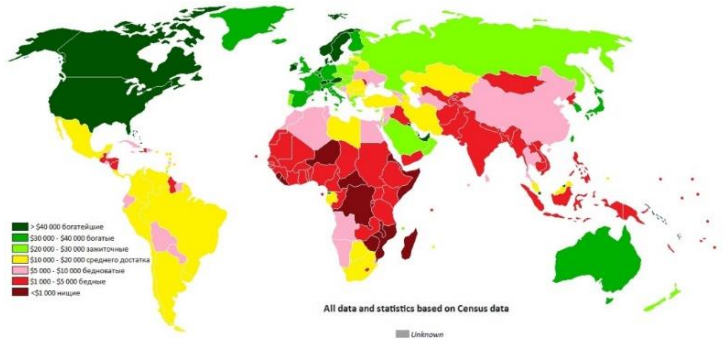 > $40 000 богатейшие
$30 000 - $40 000 богатые
$20 000 - $30 000 зажиточные
$10 000 - $20 000 среднего достатка
$5 000 - $10 000 бедноватые
$1 000 - $5 000 бедные
<$1 000 нищие
All data and statistics based on Census data
Unknown